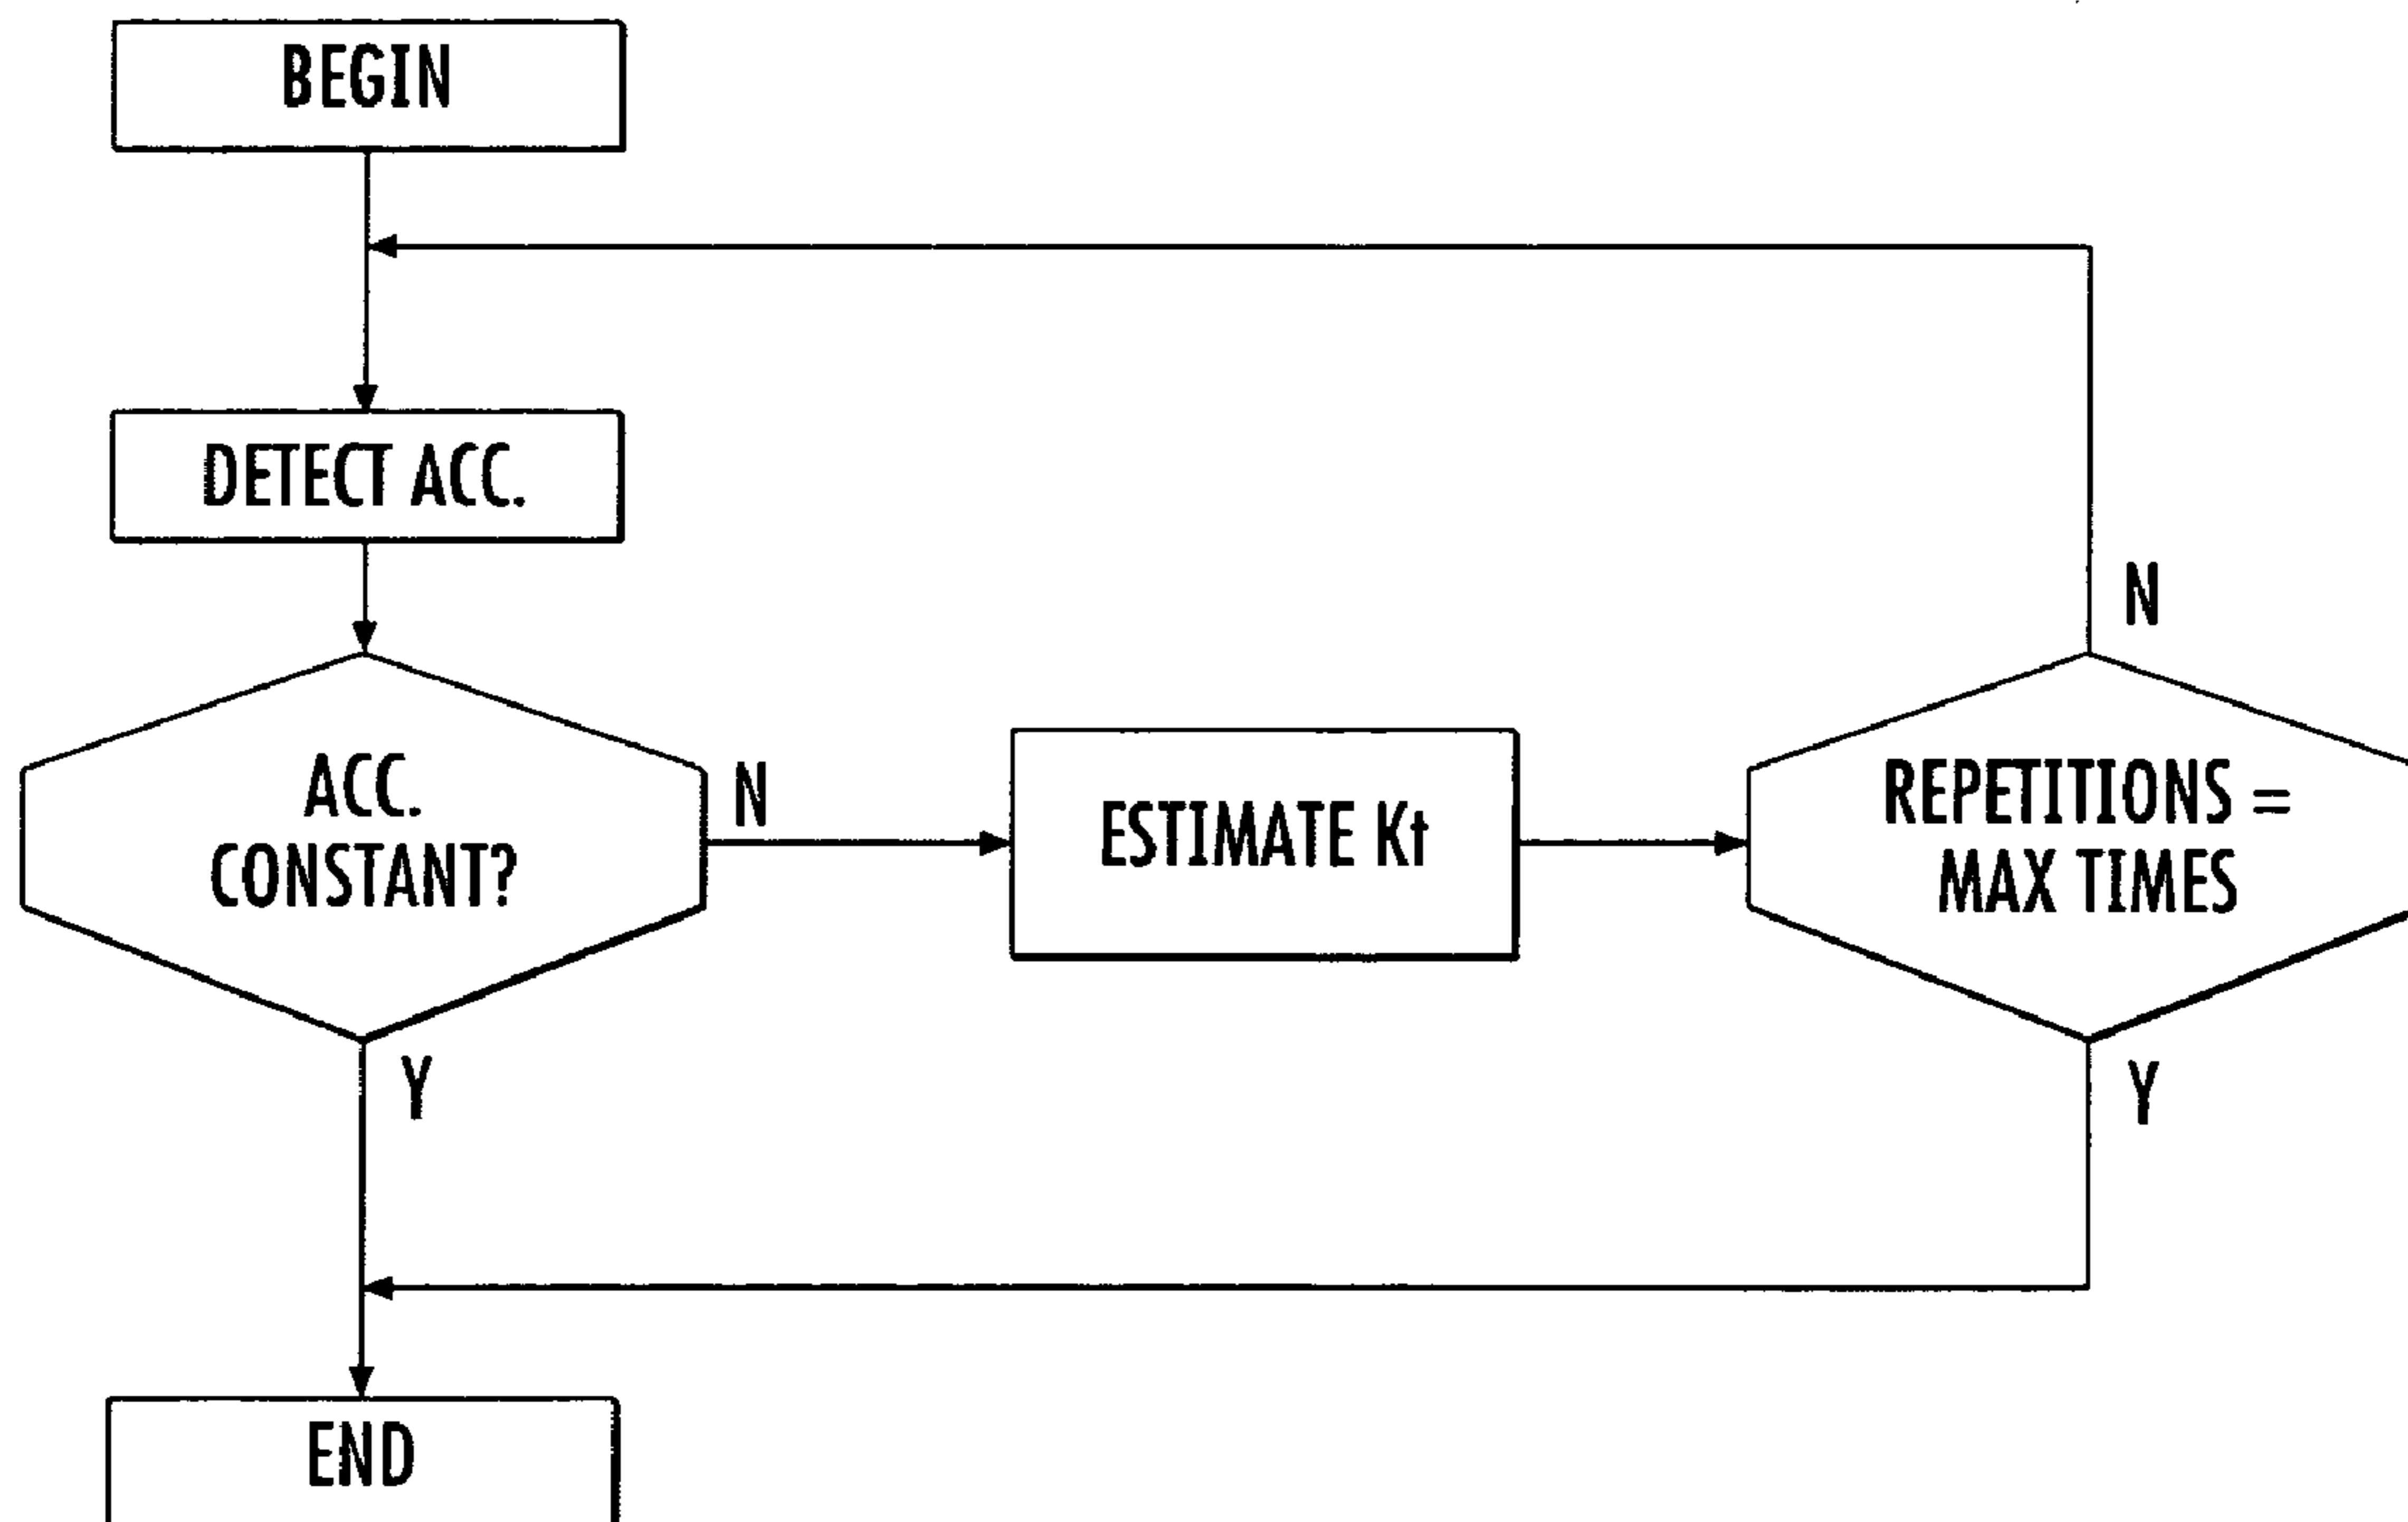 BEGIN
DETECT ACC.
ACC.
CONSTANT?
N
ESTIMATE Kt
REPETITIONS =
MAX TIMES
N
Y
Y
END